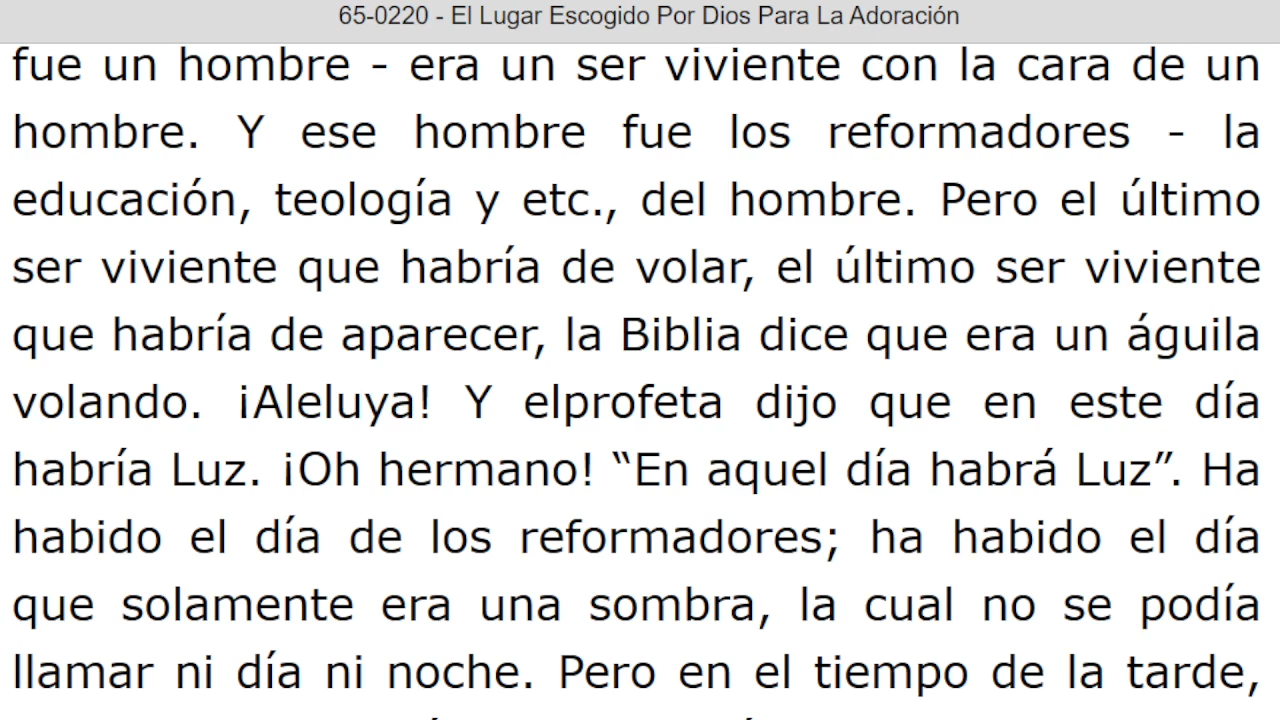 65-0220 - El Lugar Escogido Por Dios Para La Adoración
fue un hombre - era un ser viviente con la cara de un
hombre. Y ese hombre fue los reformadores - la
educación, teología y etc., del hombre. Pero el último
ser viviente que habría de volar, el último ser viviente
que habría de aparecer, la Biblia dice que era un águila
volando. ¡Aleluya! Y elprofeta dijo que en este día
habría Luz. ¡Oh hermano! “En aquel día habrá Luz”. Ha
habido el día de los reformadores; ha habido el día
que solamente era una sombra, la cual no se podía
llamar ni día ni noche. Pero en el tiempo de la tarde,